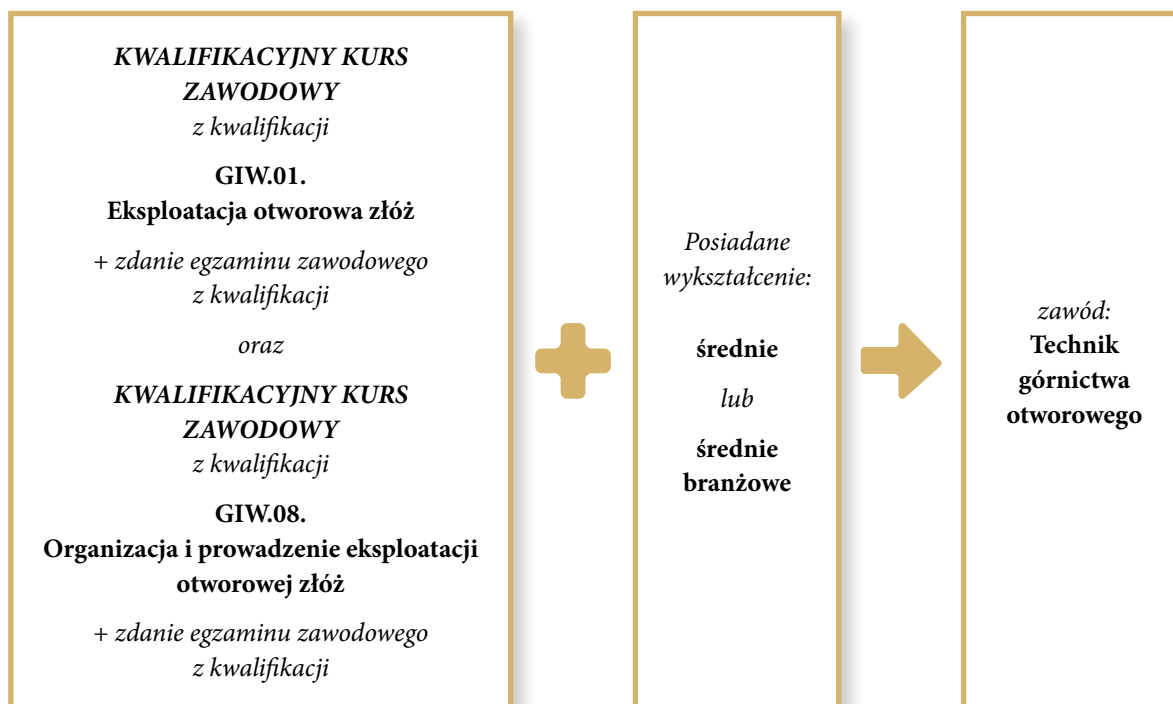 KWALIFIKACYJNY KURS
ZAWODOWY
z kwalifikacji
GIW.01.
Eksploatacja otworowa złóż
+ zdanie egzaminu zawodowego
z kwalifikacji
oraz
KWALIFIKACYJNY KURS
ZAWODOWY
z kwalifikacji
GIW.08.
Organizacja i prowadzenie eksploatacji
otworowej złóż
+ zdanie egzaminu zawodowego
z kwalifikacji
Posiadane
wykształcenie:
średnie
lub
średnie
branżowe
zawód:
Technik
górnictwa
otworowego